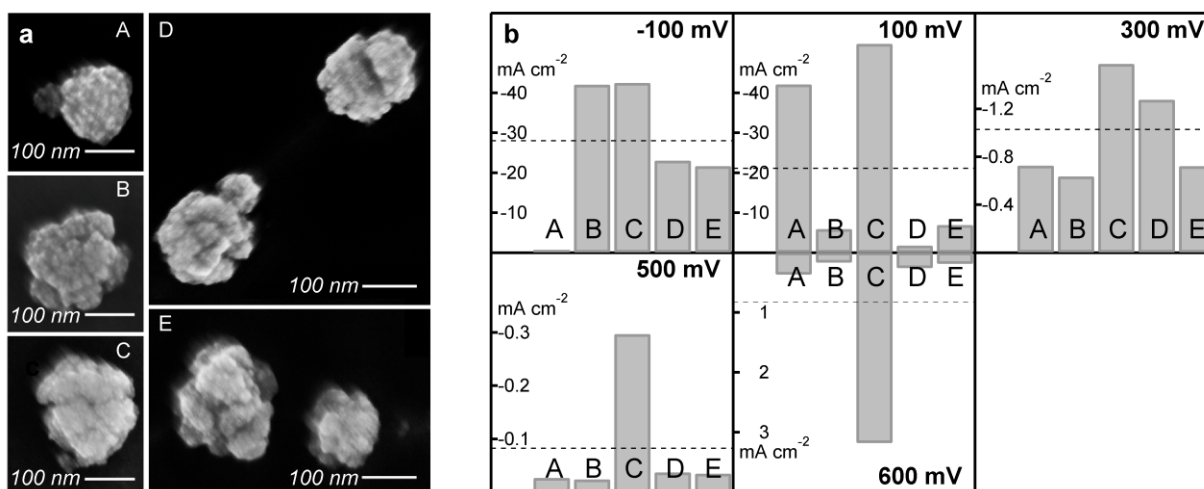 a
A
100 nm
B
100 nm
C
C
100 nm
D
100 nm
E
100 nm
b
-100 mV
mA cm⁻²
-40
-30
-20
-10
A B C D E
100 mV
mA cm⁻²
-40
-30
-20
-10
A B C D E
300 mV
mA cm⁻²
-1.2
-0.8
-0.4
A B C D E
500 mV
mA cm⁻²
-0.3
-0.2
-0.1
A B C D E
A B C D E
1
2
3
mA cm⁻²
600 mV